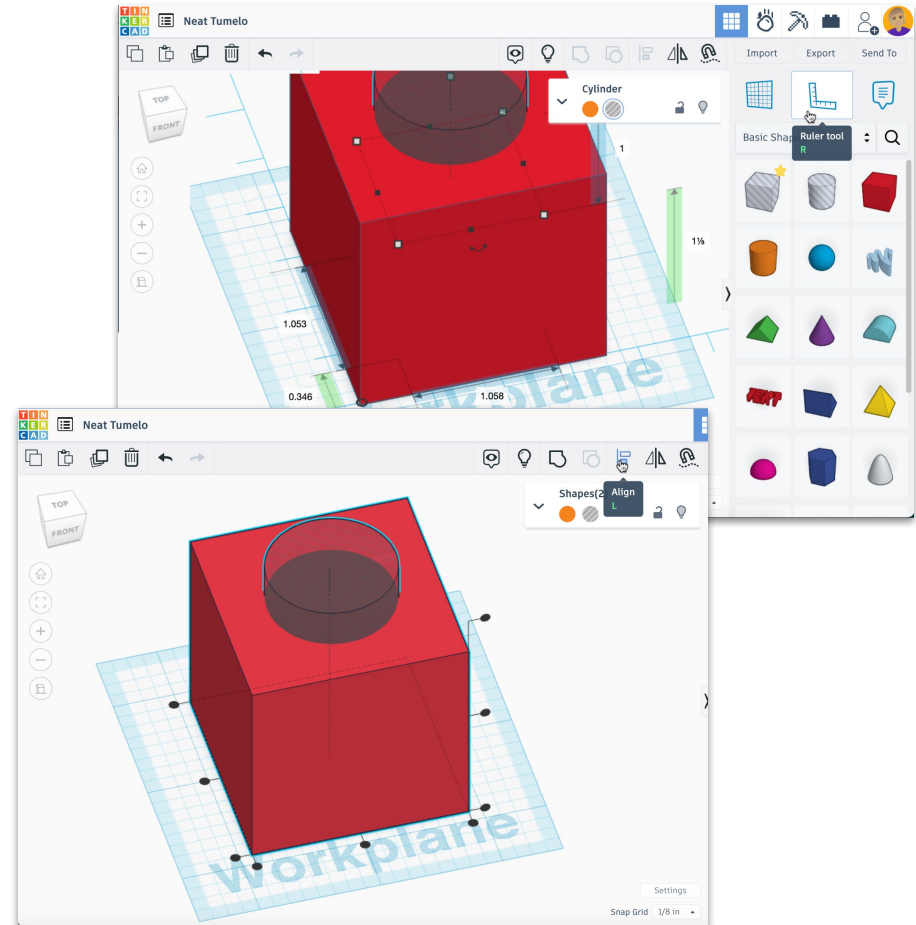 TIN
KER
CAD
Neat Tumelo
Import
Export
Send To
TOP
FRONT
Cylinder
Basic Shap
Ruler tool
R
1
1⅛
1.053
0.346
1.058
Workplane
TIN
KER
CAD
Neat Tumelo
Shapes(2
Align
L
TOP
FRONT
Workplane
Settings
Snap Grid 1/8 in